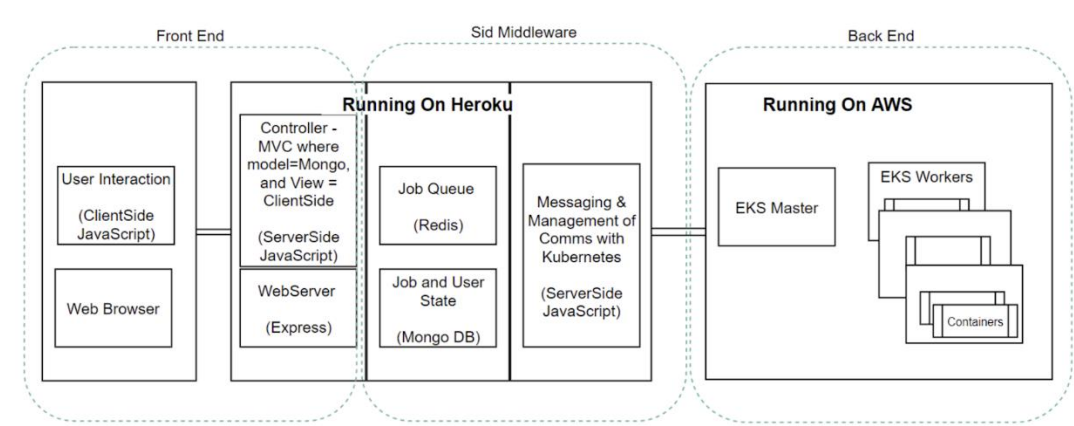 Front End
Sid Middleware
Back End
Running On Heroku
Running On AWS
User Interaction
(ClientSide
JavaScript)
Web Browser
Controller -
MVC where
model=Mongo,
and View =
ClientSide
(ServerSide
JavaScript)
WebServer
(Express)
Job Queue
(Redis)
Job and User
State
(Mongo DB)
Messaging &
Management of
Comms with
Kubernetes
(ServerSide
JavaScript)
EKS Master
EKS Workers
Containers